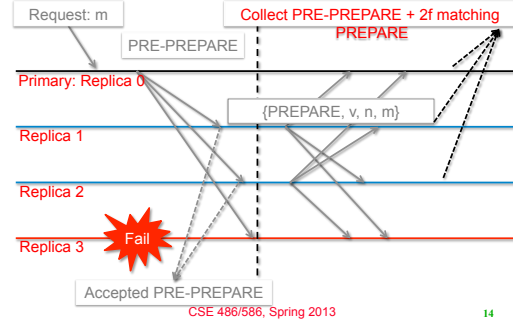 Request: m
Collect PRE-PREPARE + 2f matching
PREPARE
PRE-PREPARE
Primary: Replica 0
{PREPARE, v, n, m}
Replica 1
Replica 2
Fail
Replica 3
Accepted PRE-PREPARE
CSE 486/586, Spring 2013
14